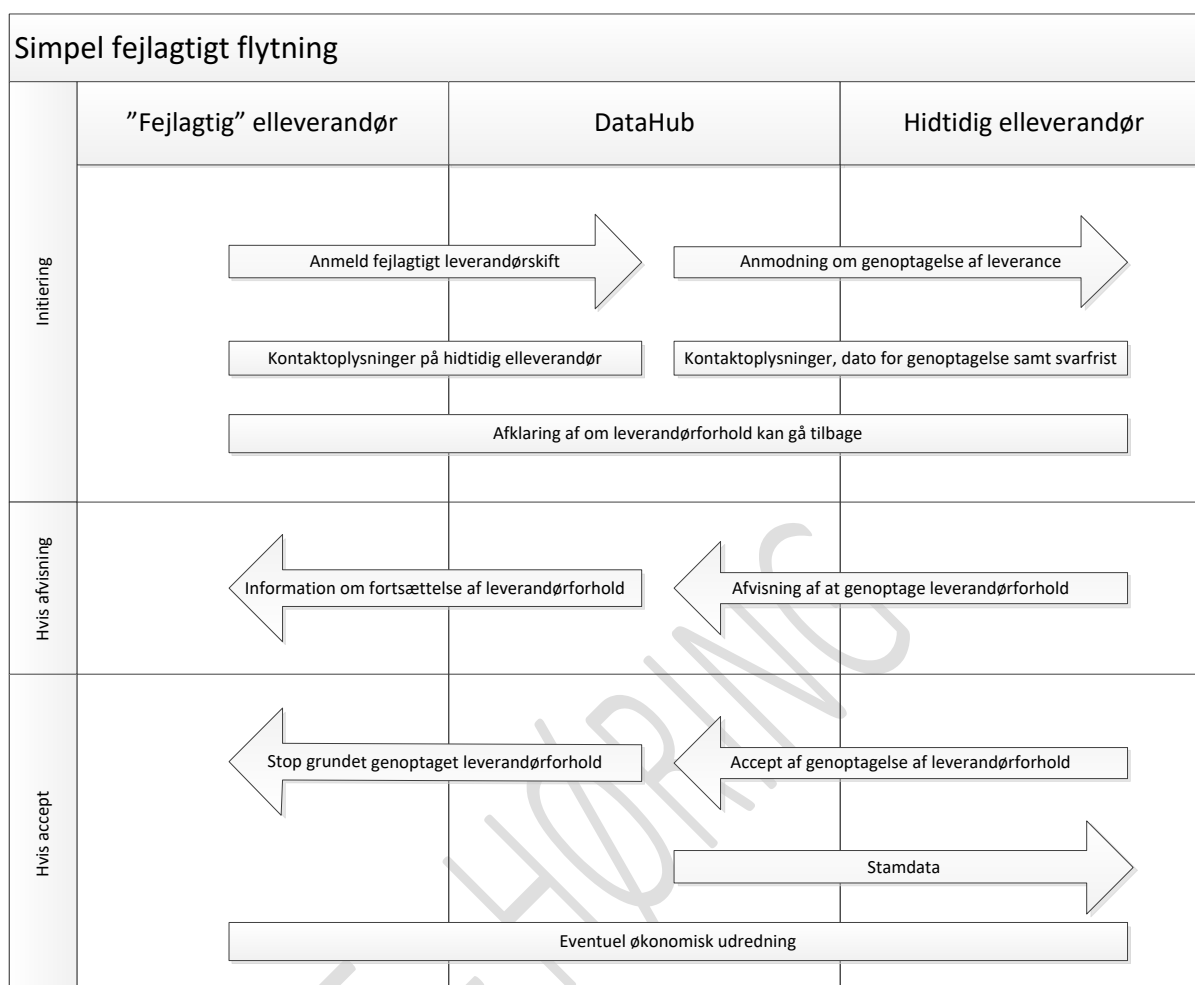 Simpel fejlagtigt flytning
”Fejlagtig” elleverandør
DataHub
Hidtidig elleverandør
Initiering
Anmeld fejlagtigt leverandørskift
Anmodning om genoptagelse af leverance
Kontaktoplysninger på hidtidig elleverandør
Kontaktoplysninger, dato for genoptagelse samt svarfrist
Afklaring af om leverandørforhold kan gå tilbage
Hvis afvisning
Information om fortsættelse af leverandørforhold
Afvisning af at genoptage leverandørforhold
Hvis accept
Stop grundet genoptaget leverandørforhold
Accept af genoptagelse af leverandørforhold
Stamdata
Eventuel økonomisk udredning
HØRING